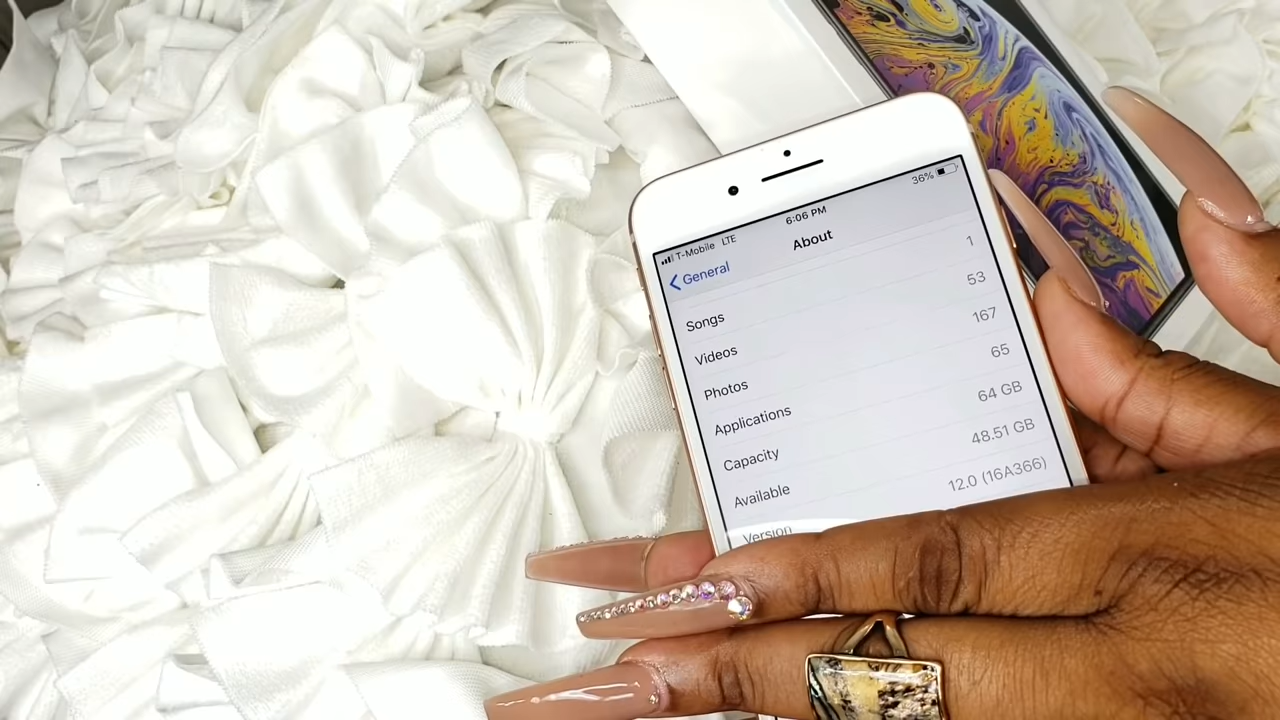 T-Mobile LTE 6:06 PM 36%
General About
1
Songs 53
Videos 167
Photos 65
Applications 64 GB
Capacity 48.51 GB
Available 12.0 (16A366)
Version